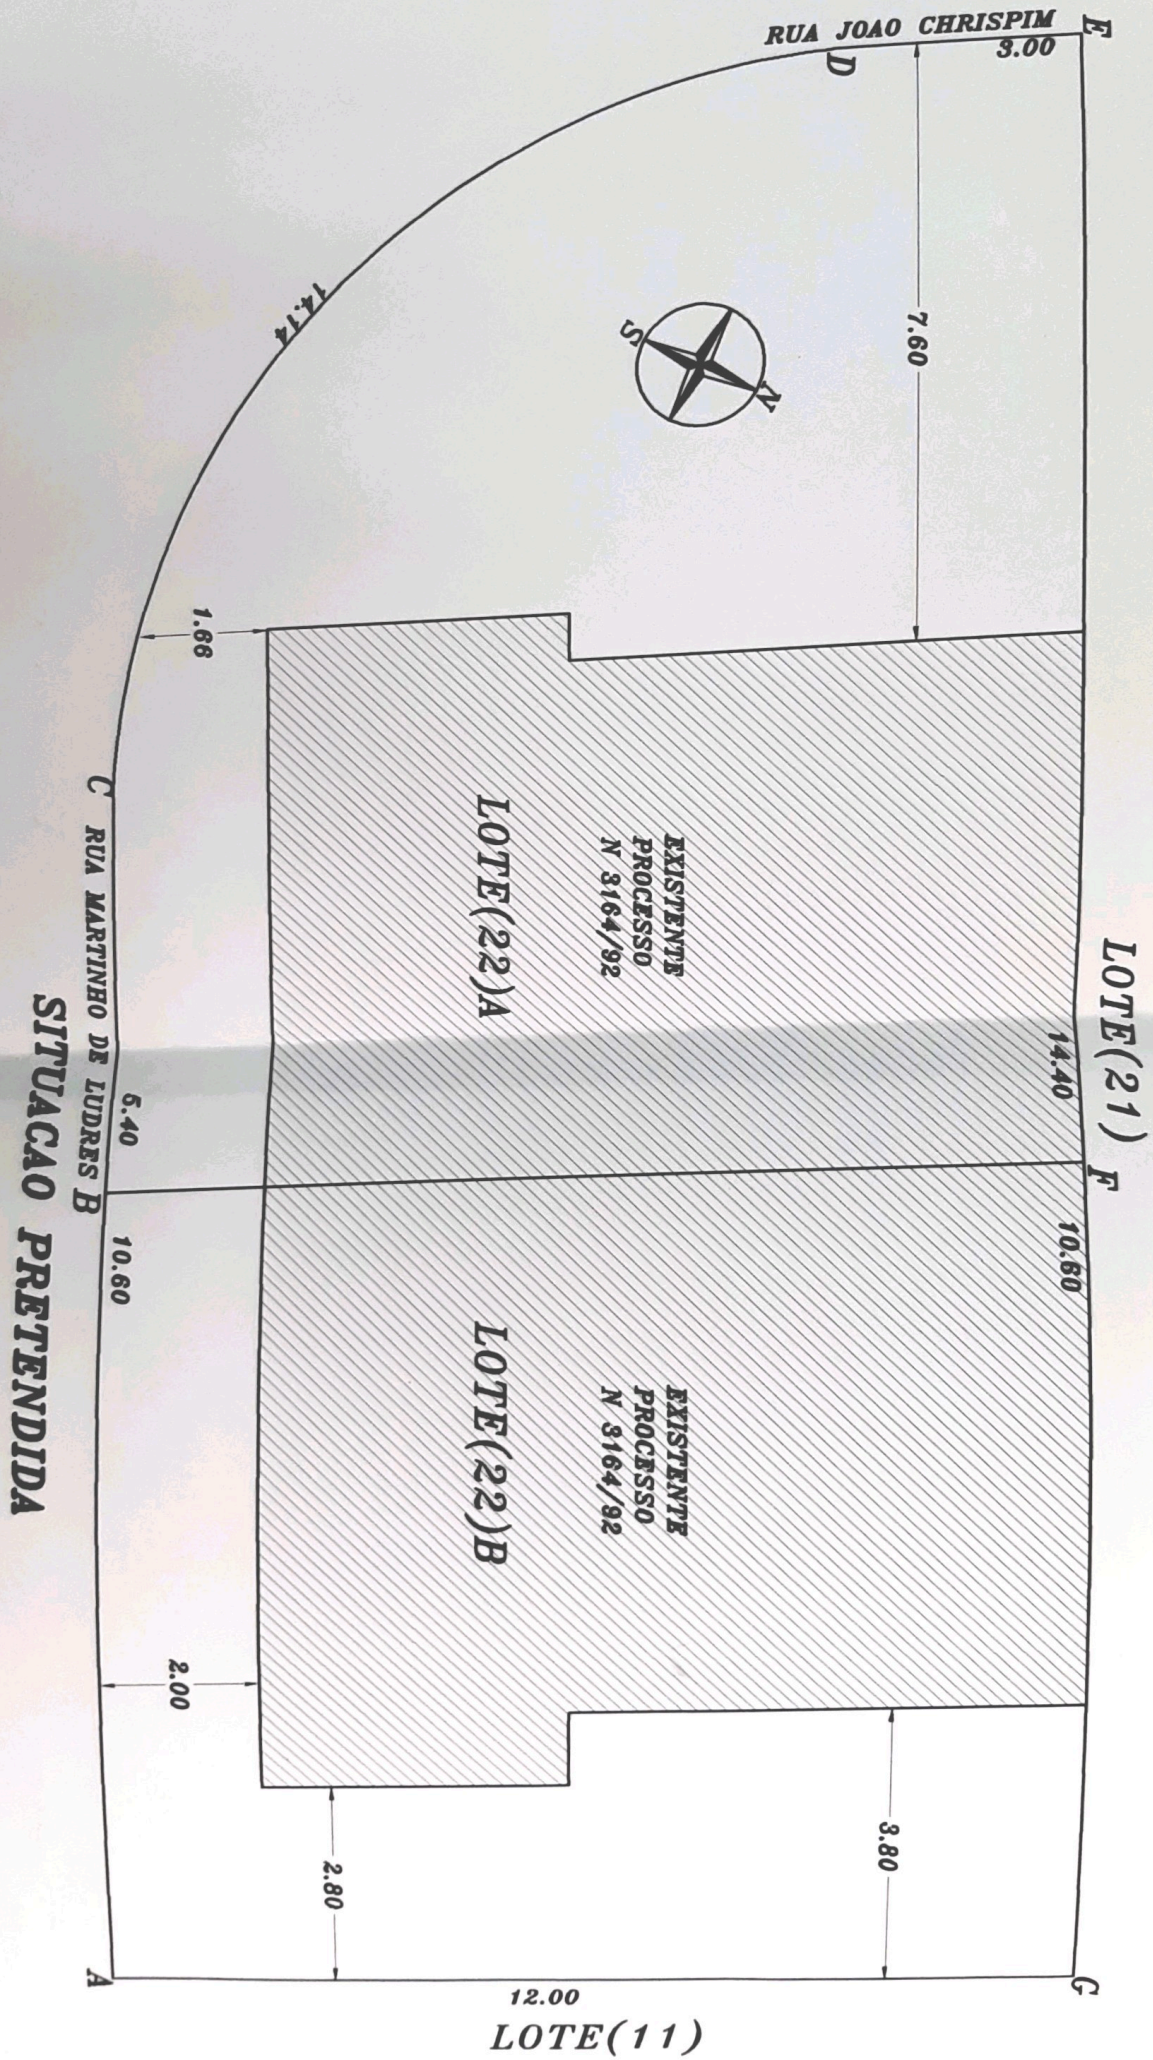 RUA JOAO CHRISPIM
E
3.00
D
7.60
14.14
S
N
1.66
LOTE(21)
EXISTENTE
PROCESSO
N 3164/92
LOTE(22)A
14.40
F
C
RUA MARTINHO DE LUDRES
5.40
B
10.60
10.60
EXISTENTE
PROCESSO
N 3164/92
LOTE(22)B
2.00
2.80
3.80
A
G
12.00
LOTE(11)
SITUACAO PRETENDIDA